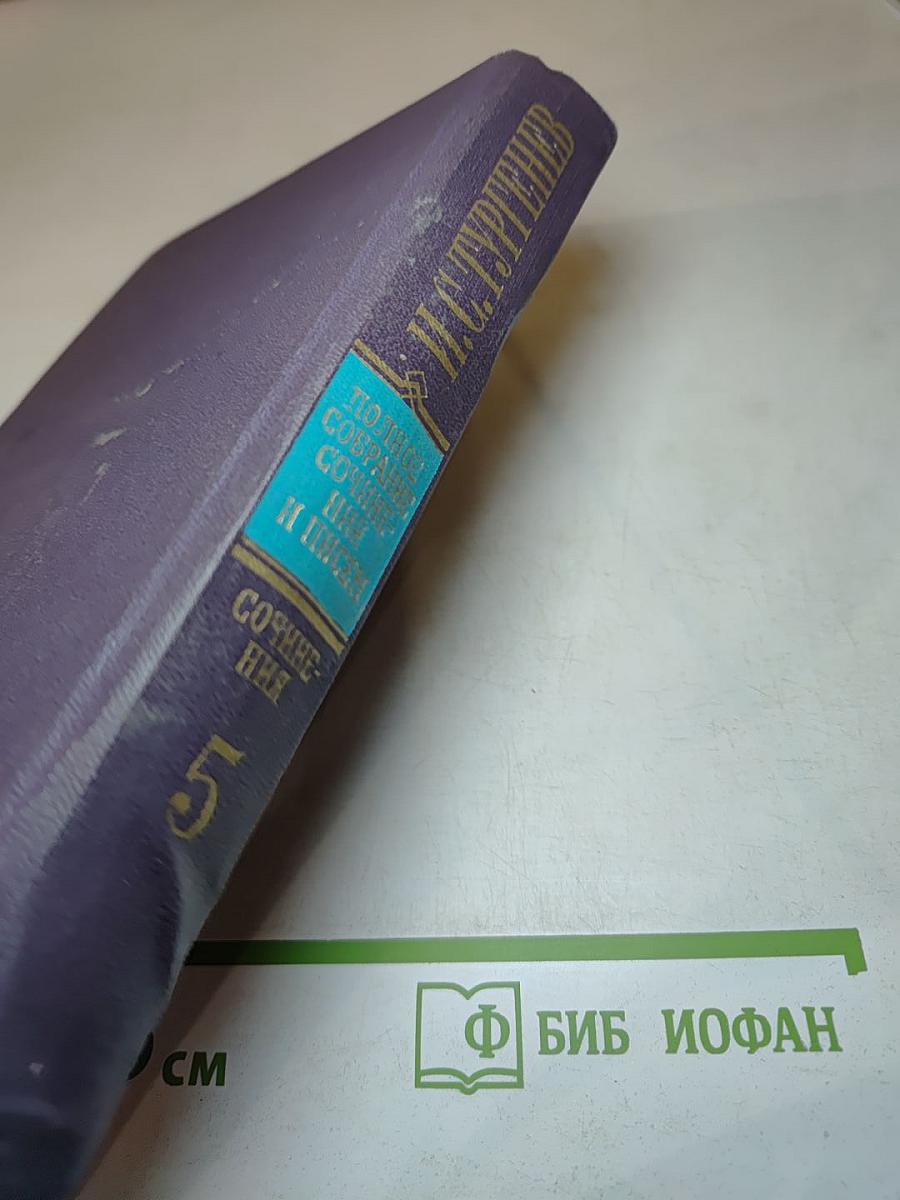 И.С.ТУРГЕНЕВ
ПОЛНОЕ
СОБРАНИЕ
СОЧИНЕ-
НИЙ
И ПИСЕМ
СОЧИНЕ-
НИЯ
5
см
Ф БИБ ИОФАН